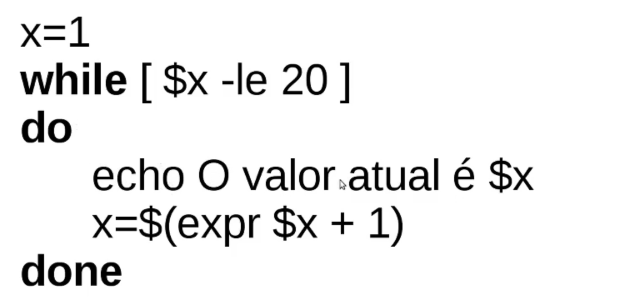 x=1
while [ $x -le 20 ]
do
echo O valor atual é $x
x=$(expr $x + 1)
done